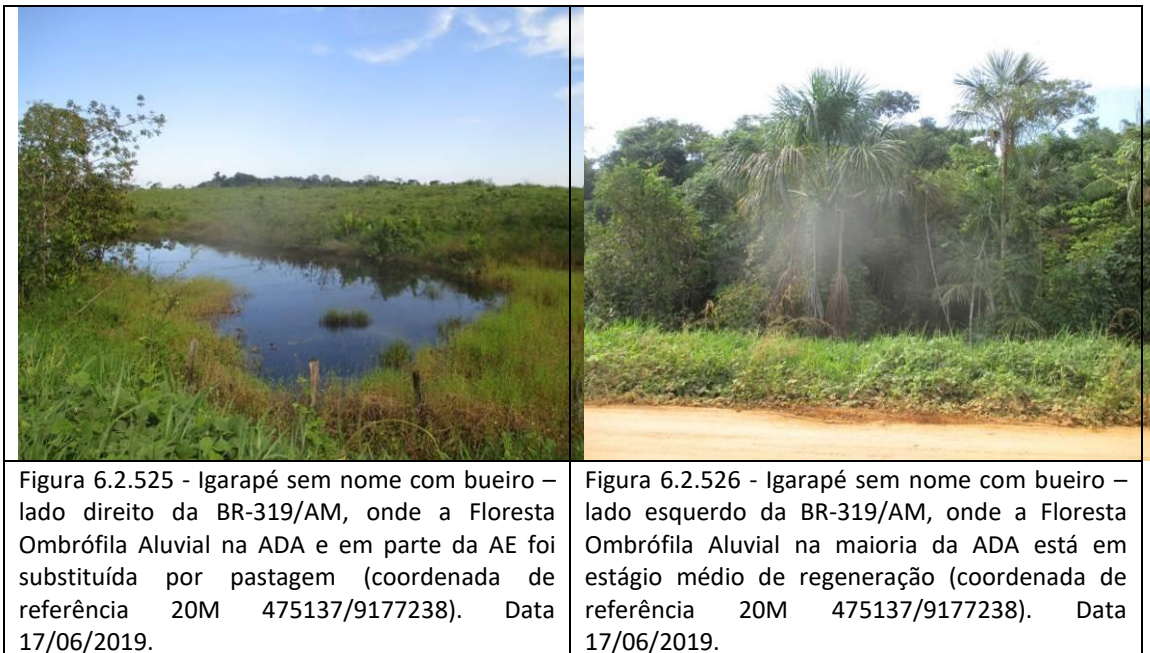 Figura 6.2.525 - Igarapé sem nome com bueiro –
lado direito da BR-319/AM, onde a Floresta
Ombrófila Aluvial na ADA e em parte da AE foi
substituída por pastagem (coordenada de
referência 20M 475137/9177238). Data
17/06/2019.
Figura 6.2.526 - Igarapé sem nome com bueiro –
lado esquerdo da BR-319/AM, onde a Floresta
Ombrófila Aluvial na maioria da ADA está em
estágio médio de regeneração (coordenada de
referência 20M 475137/9177238). Data
17/06/2019.